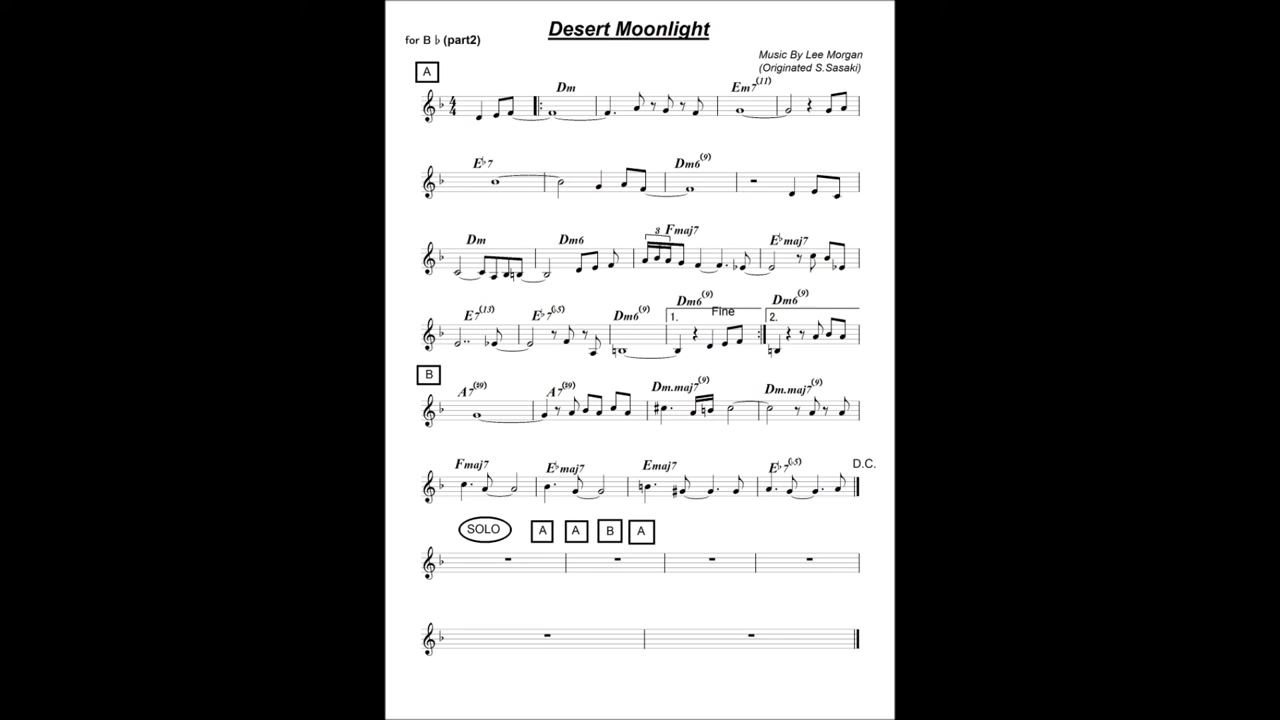 Desert Moonlight
for B♭ (part2)
Music By Lee Morgan
(Originated S.Sasaki)
A
Dm Em7(11)
4
4
E♭7 Dm6(9)
Dm Dm6 3 Fmaj7 E♭maj7
E7(13) E♭7(♭5) Dm6(9) Dm6(9) Dm6(9)
1. Fine 2.
B
A7(♭9) A7(♭9) Dm.maj7(9) Dm.maj7(9)
Fmaj7 E♭maj7 Emaj7 E♭7(♭5) D.C.
SOLO A A B A